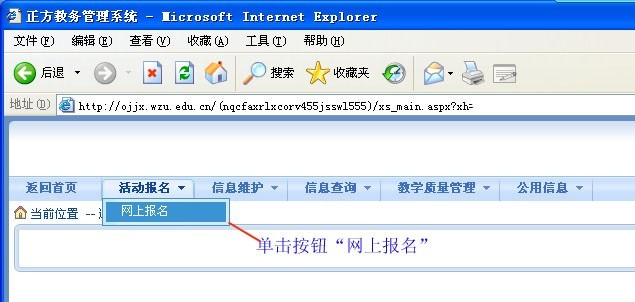 正方教务管理系统 - Microsoft Internet Explorer
文件(F) 编辑(E) 查看(V) 收藏(A) 工具(T) 帮助(H)
后退 搜索 收藏夹
地址(D) http://ojjx.wzu.edu.cn/(nqcfaxrlxcorv455jsswl555)/xs_main.aspx?xh=
返回首页 活动报名 信息维护 信息查询 教学质量管理 公用信息
当前位置 --
网上报名
单击按钮“网上报名”